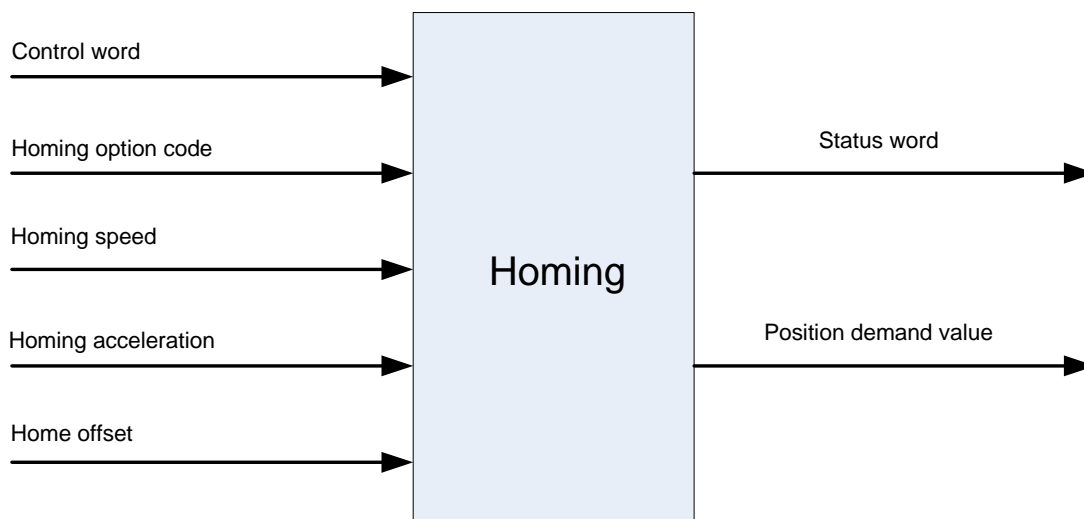 Control word
Homing option code
Homing speed
Homing acceleration
Home offset
Homing
Status word
Position demand value